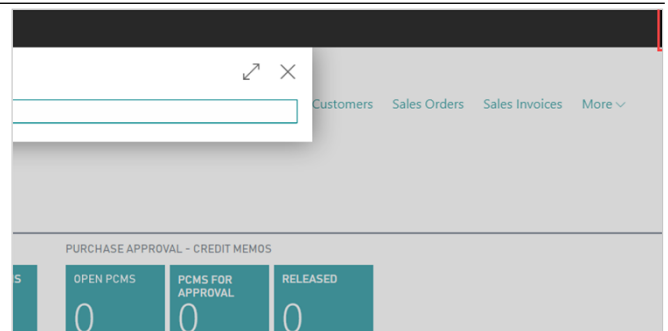 Customers Sales Orders Sales Invoices More
PURCHASE APPROVAL - CREDIT MEMOS
S OPEN PCMS PCMS FOR RELEASED
APPROVAL
0 0 0